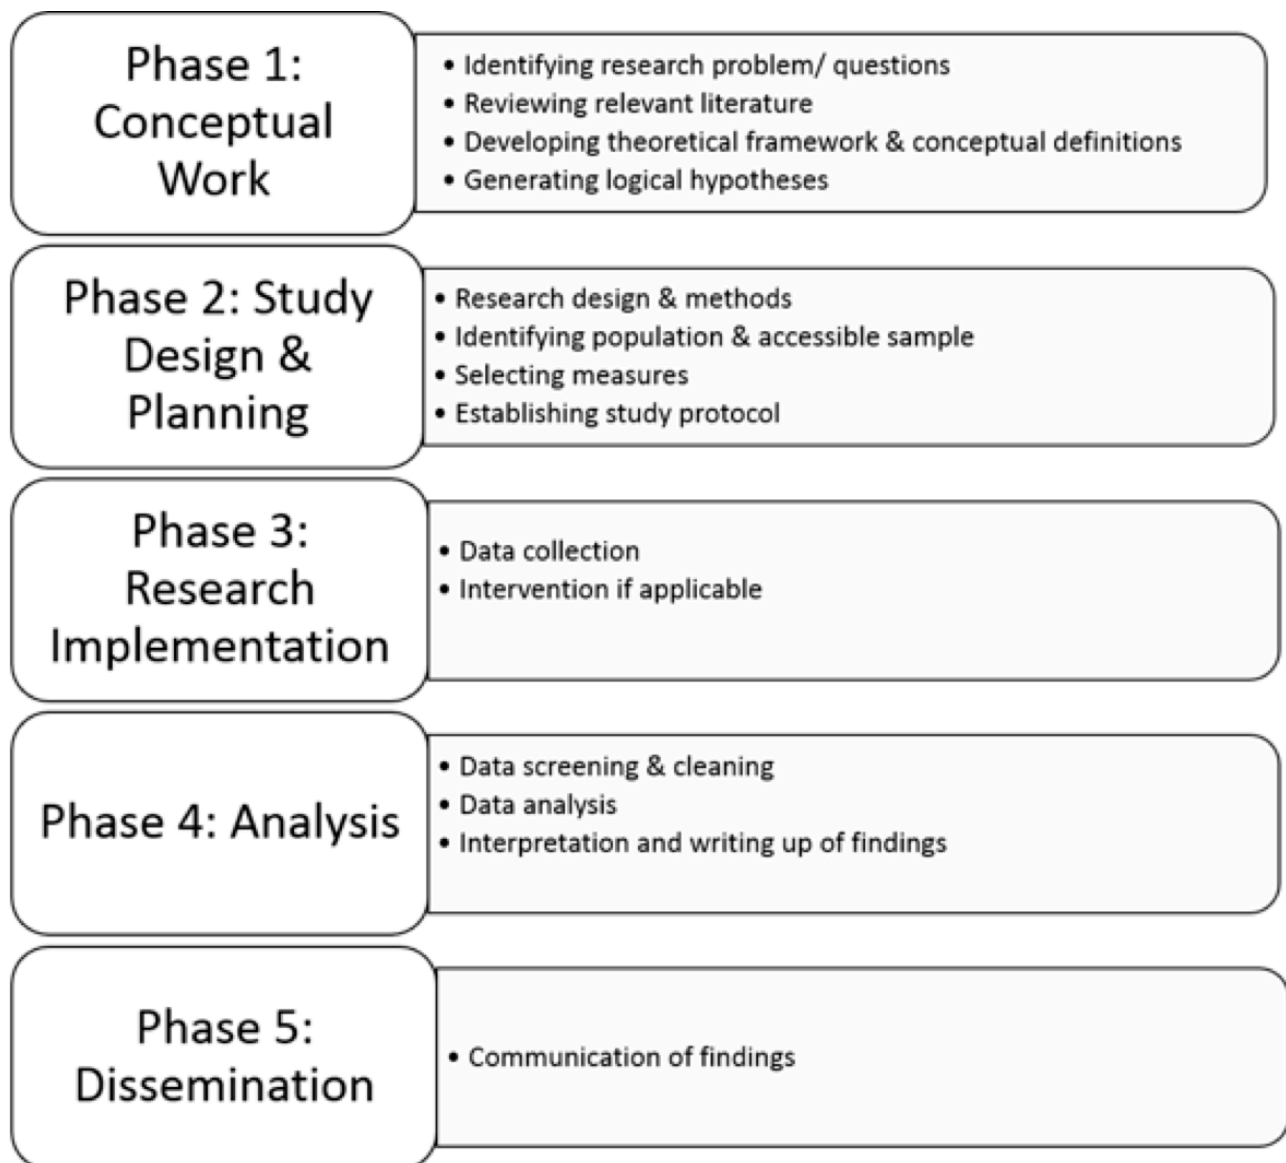 Phase 1:
Conceptual
Work
• Identifying research problem/ questions
• Reviewing relevant literature
• Developing theoretical framework & conceptual definitions
• Generating logical hypotheses
Phase 2: Study
Design &
Planning
• Research design & methods
• Identifying population & accessible sample
• Selecting measures
• Establishing study protocol
Phase 3:
Research
Implementation
• Data collection
• Intervention if applicable
Phase 4: Analysis
• Data screening & cleaning
• Data analysis
• Interpretation and writing up of findings
Phase 5:
Dissemination
• Communication of findings